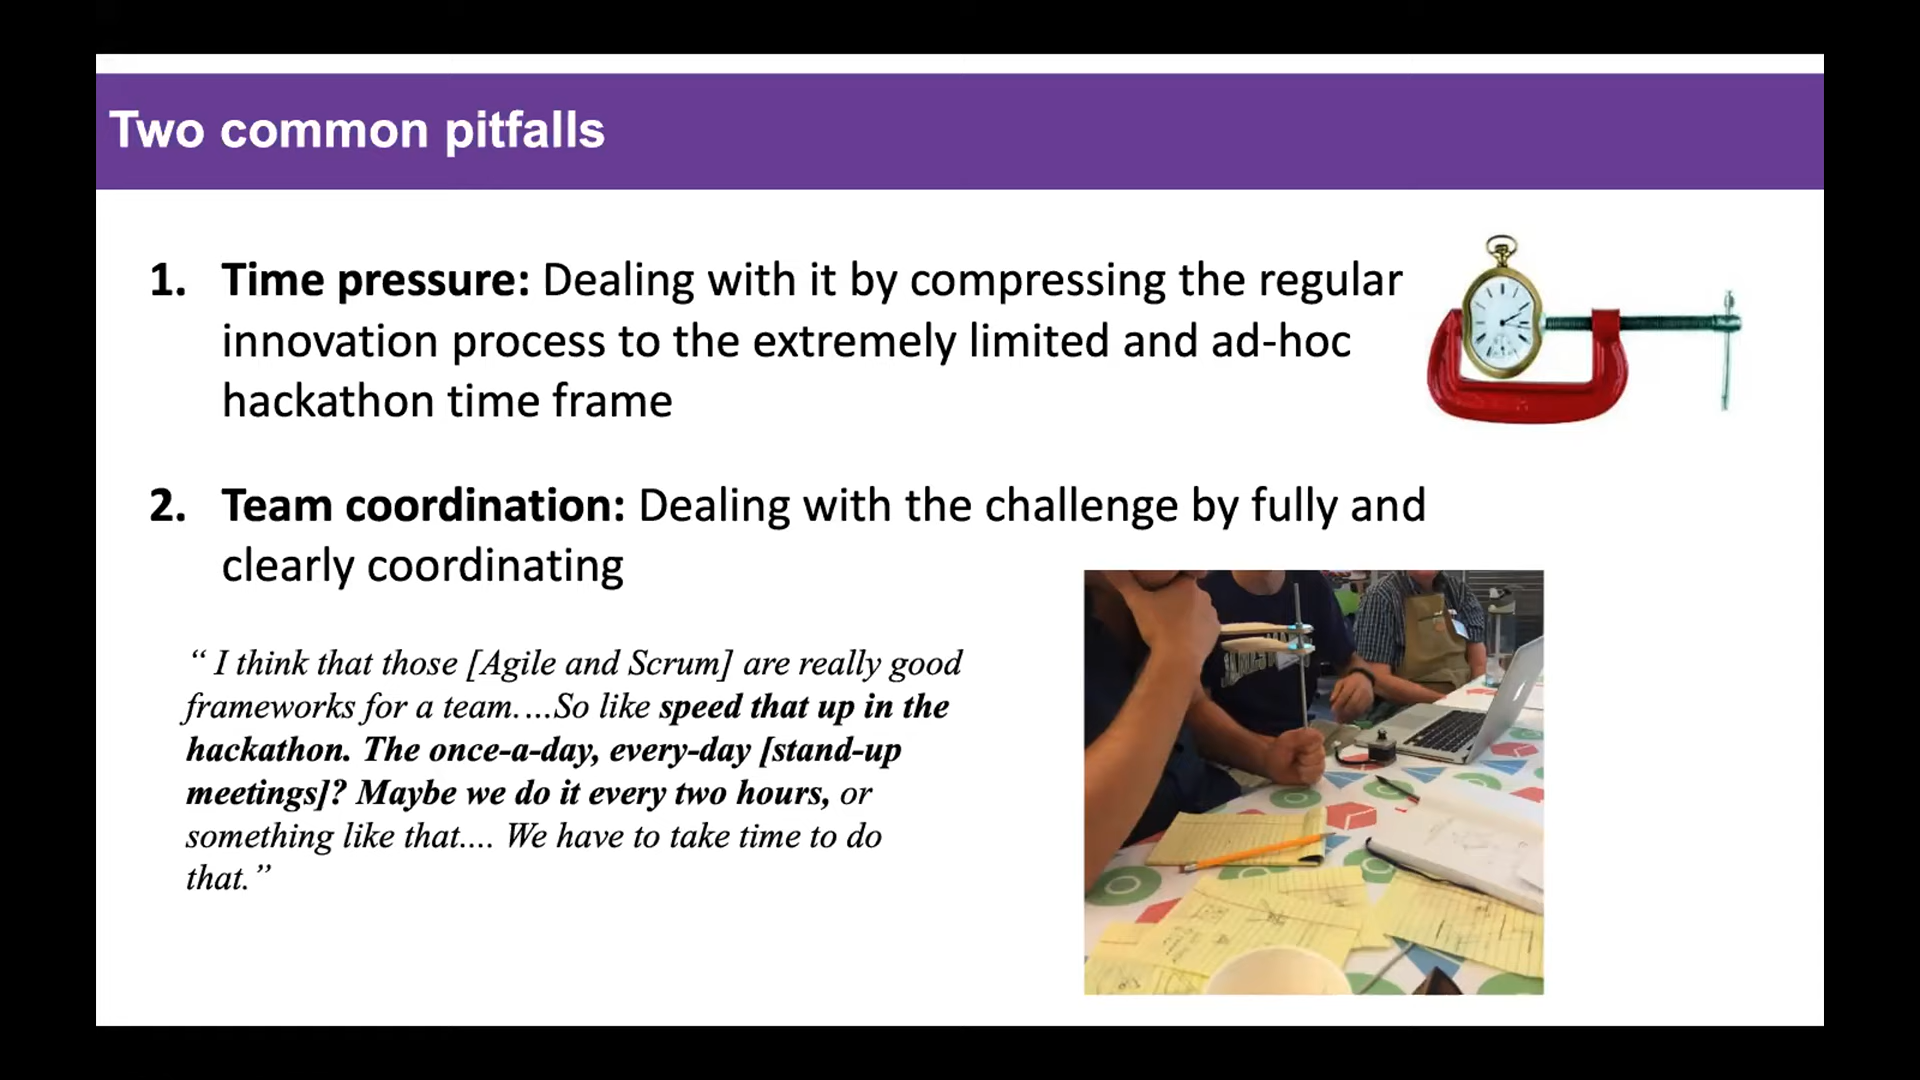 Two common pitfalls
1. Time pressure: Dealing with it by compressing the regular
innovation process to the extremely limited and ad-hoc
hackathon time frame
2. Team coordination: Dealing with the challenge by fully and
clearly coordinating
“ I think that those [Agile and Scrum] are really good
frameworks for a team.…So like speed that up in the
hackathon. The once-a-day, every-day [stand-up
meetings]? Maybe we do it every two hours, or
something like that.... We have to take time to do
that.”